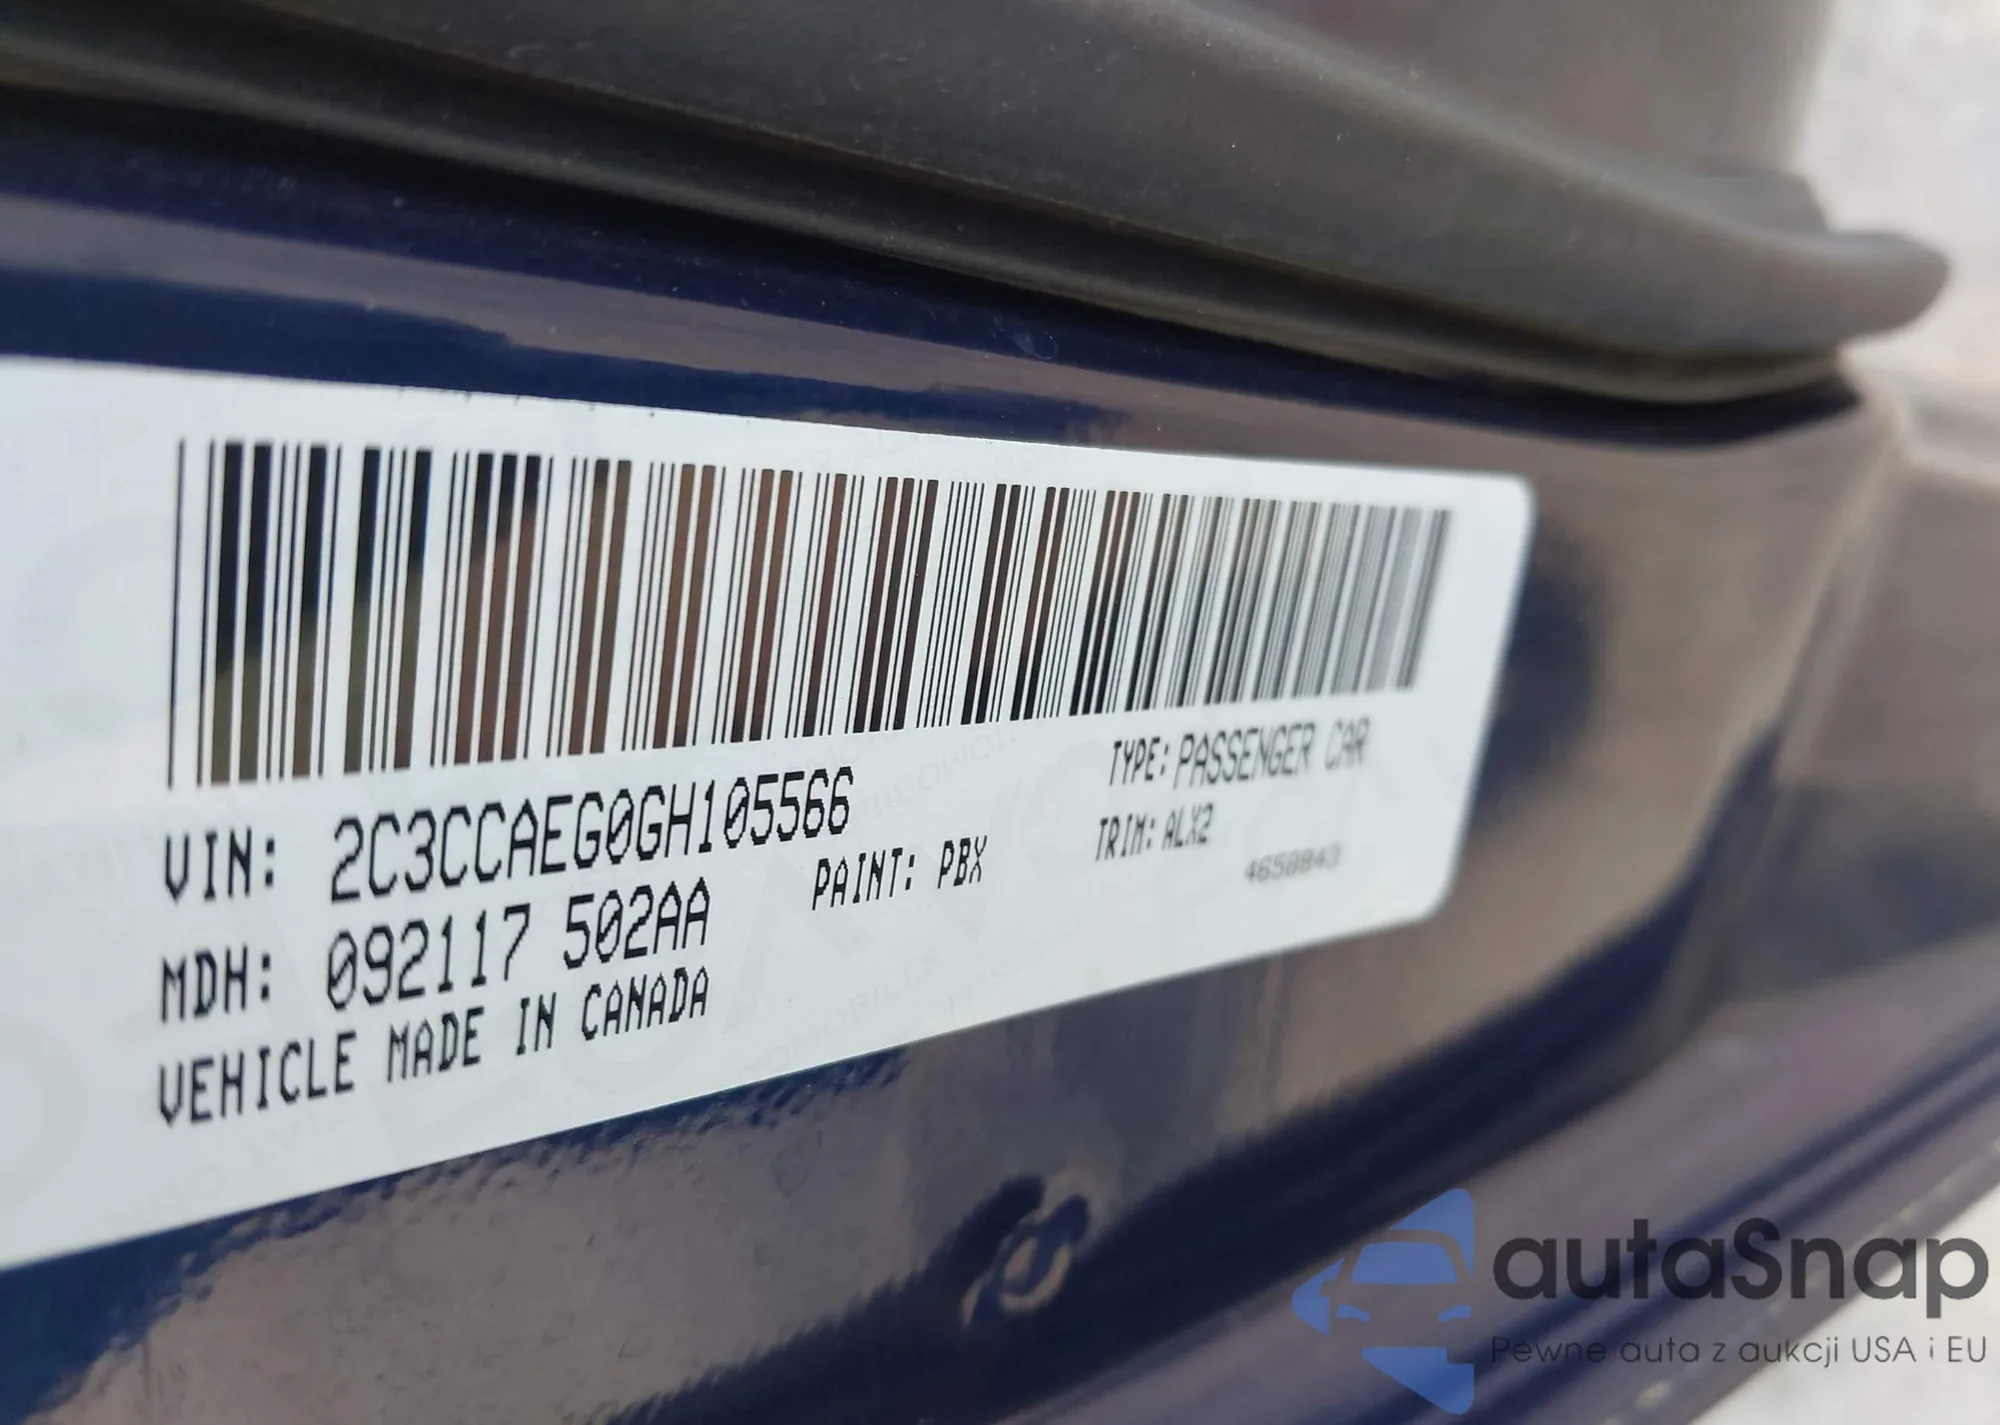 VIN: 2C3CCAEG0GH105566
TYPE: PASSENGER CAR
MDH: 092117 502AA
PAINT: PBX
TRIM: ALX2
4658843
VEHICLE MADE IN CANADA
autaSnap
Pewne auta z aukcji USA i EU